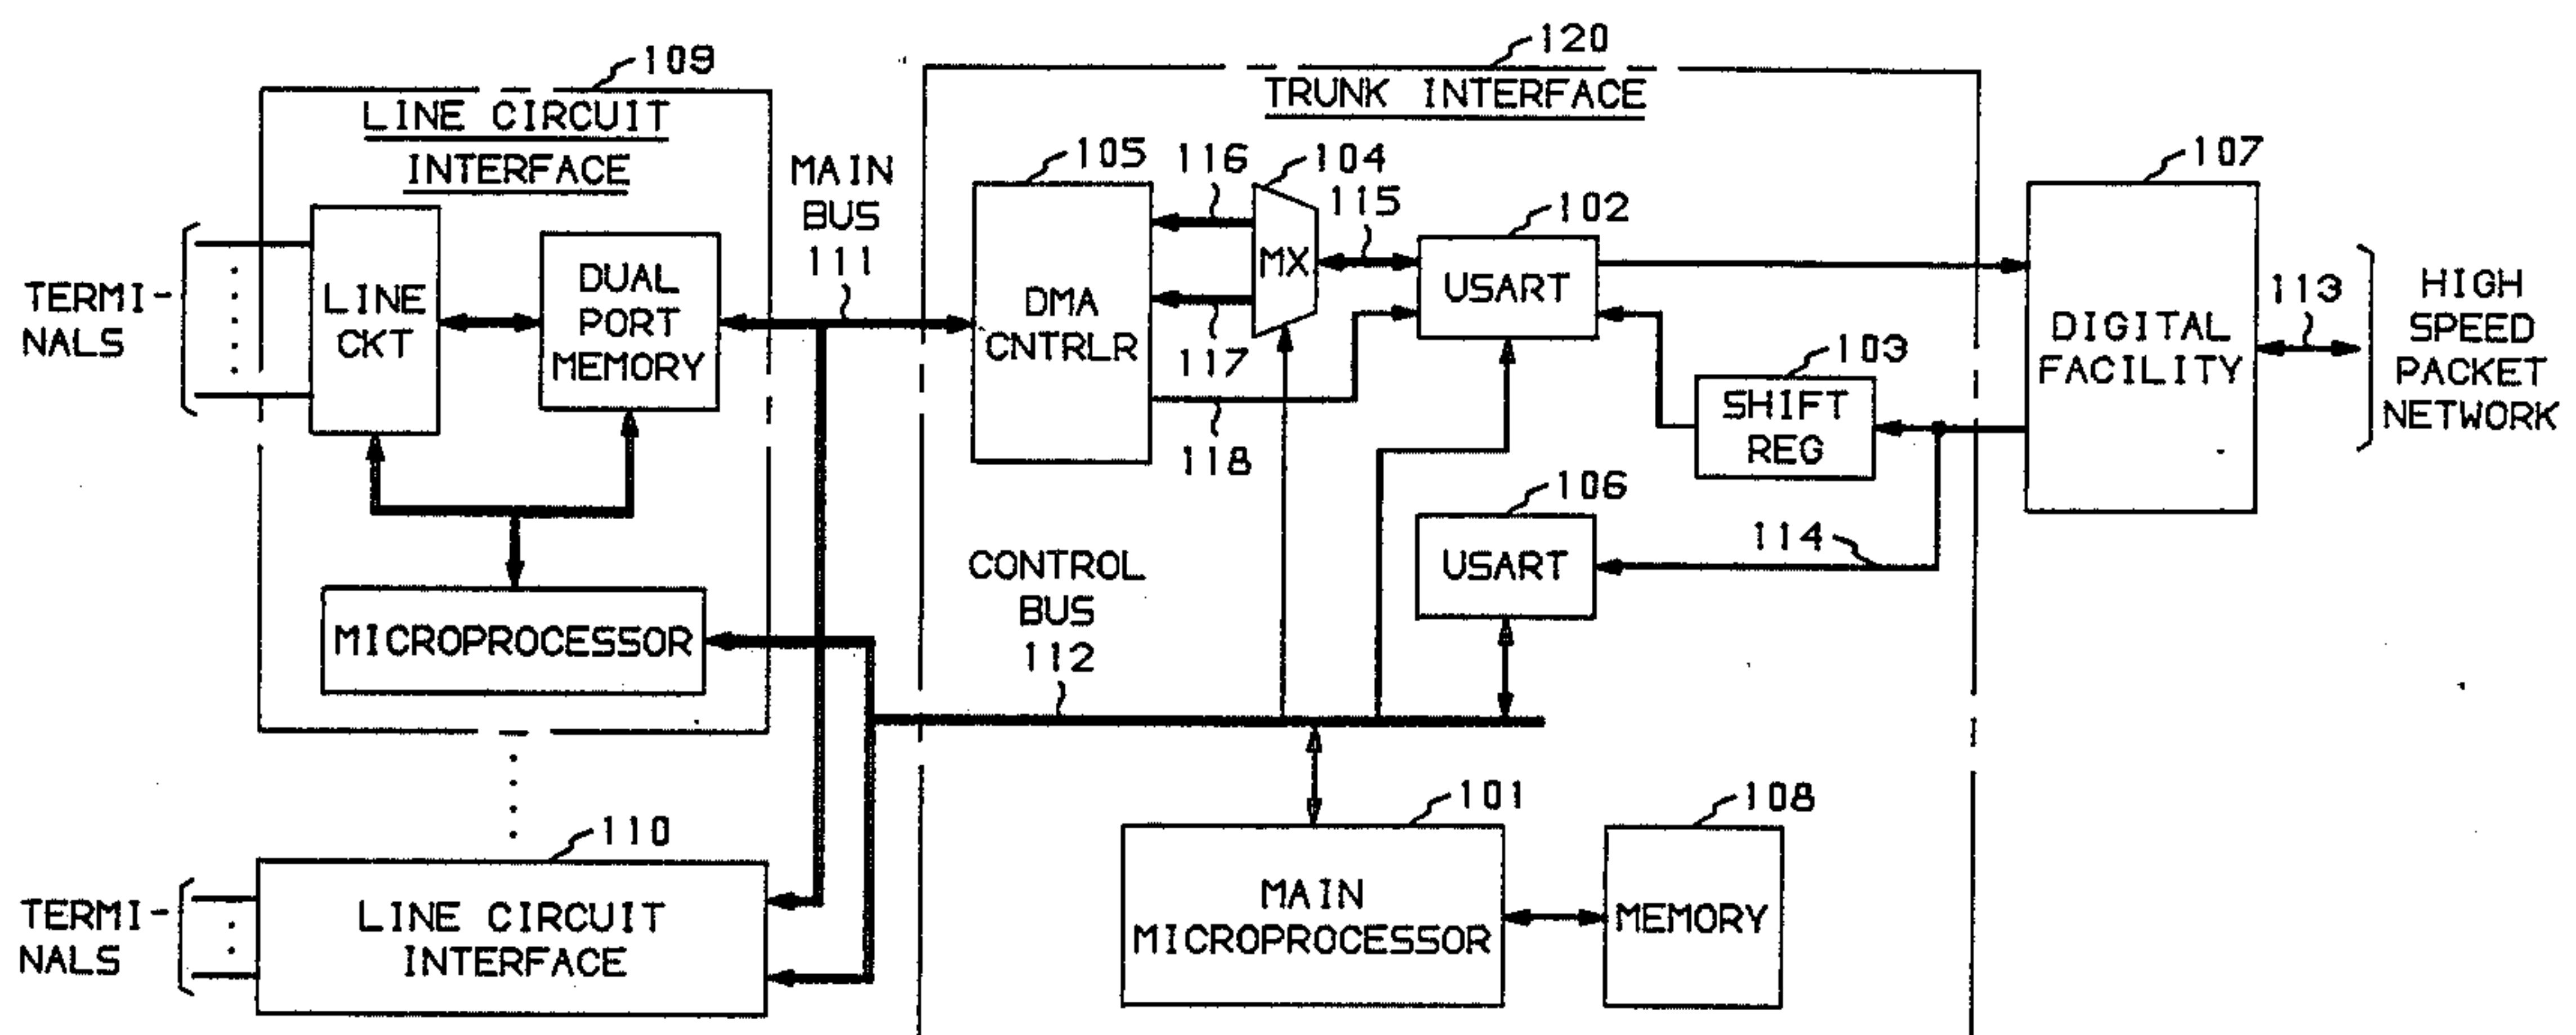 109
LINE CIRCUIT
INTERFACE
TERMI-
NALS
LINE
CKT
DUAL
PORT
MEMORY
MICROPROCESSOR
MAIN
BUS
111
120
TRUNK INTERFACE
105
DMA
CNTRLR
116
104
MX
115
117
118
102
USART
103
SHIFT
REG
106
USART
114
107
DIGITAL
FACILITY
113
HIGH
SPEED
PACKET
NETWORK
CONTROL
BUS
112
110
TERMI-
NALS
LINE CIRCUIT
INTERFACE
101
MAIN
MICROPROCESSOR
108
MEMORY